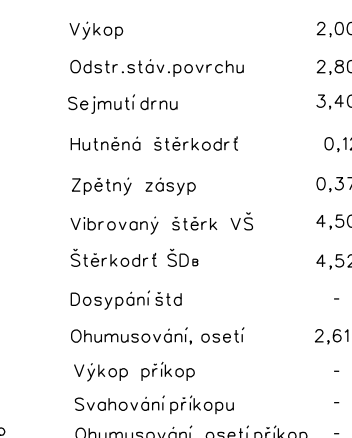 Výkop 2,00
Odstr.stáv.povrchu 2,80
Sejmutí drnu 3,40
Hutněná štěrkodrť 0,12
Zpětný zásyp 0,37
Vibrovaný štěrk VŠ 4,50
Štěrkodrť ŠDB 4,52
Dosypání štd -
Ohumusování, osetí 2,61
Výkop příkop -
Svahování příkopu -
Ohumusování, osetí příkop -